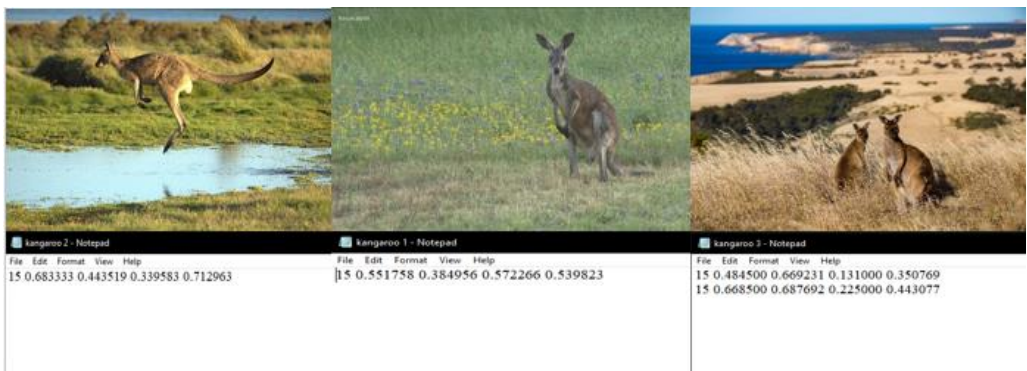 kangaroo 2 - Notepad
File Edit Format View Help
15 0.683333 0.443519 0.339583 0.712963
kangaroo 1 - Notepad
File Edit Format View Help
15 0.551758 0.384956 0.572266 0.539823
kangaroo 3 - Notepad
File Edit Format View Help
15 0.484500 0.669231 0.131000 0.350769
15 0.668500 0.687692 0.225000 0.443077